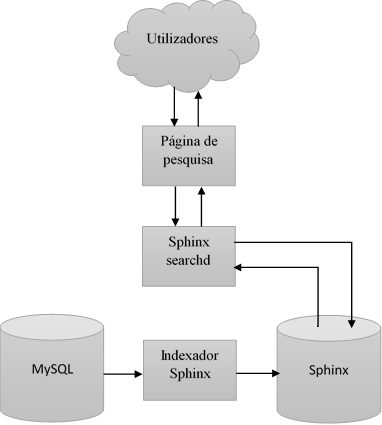 Utilizadores
Página de
pesquisa
Sphinx
searchd
MySQL
Indexador
Sphinx
Sphinx